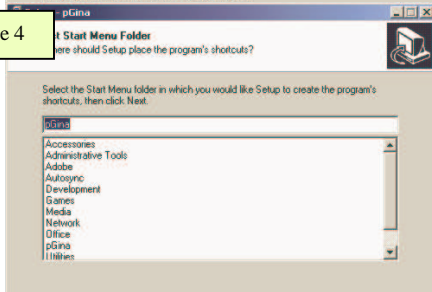 - pGina
e 4
t Start Menu Folder
here should Setup place the program's shortcuts?
Select the Start Menu folder in which you would like Setup to create the program's
shortcuts, then click Next.
pGina
Accessories
Administrative Tools
Adobe
Autosync
Development
Games
Media
Network
Office
pGina
Utilities